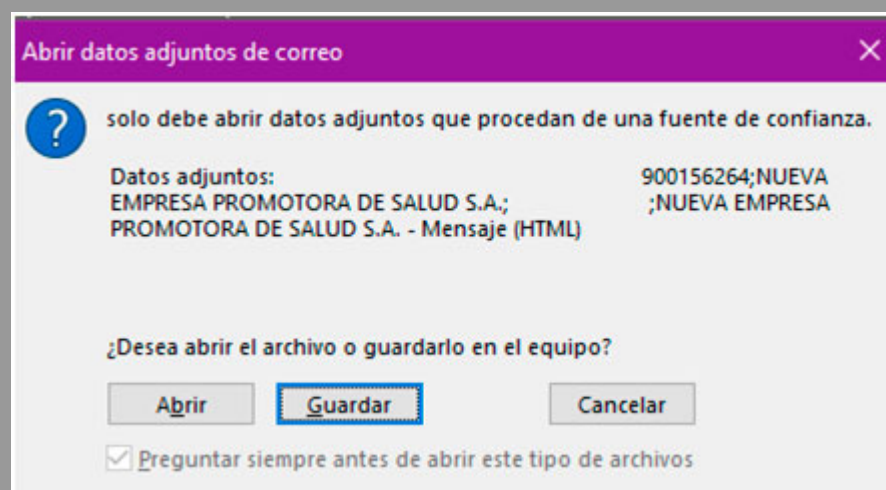 Abrir datos adjuntos de correo
solo debe abrir datos adjuntos que procedan de una fuente de confianza.
Datos adjuntos: 900156264;NUEVA
EMPRESA PROMOTORA DE SALUD S.A.; ;NUEVA EMPRESA
PROMOTORA DE SALUD S.A. - Mensaje (HTML)
¿Desea abrir el archivo o guardarlo en el equipo?
Abrir Guardar Cancelar
Preguntar siempre antes de abrir este tipo de archivos